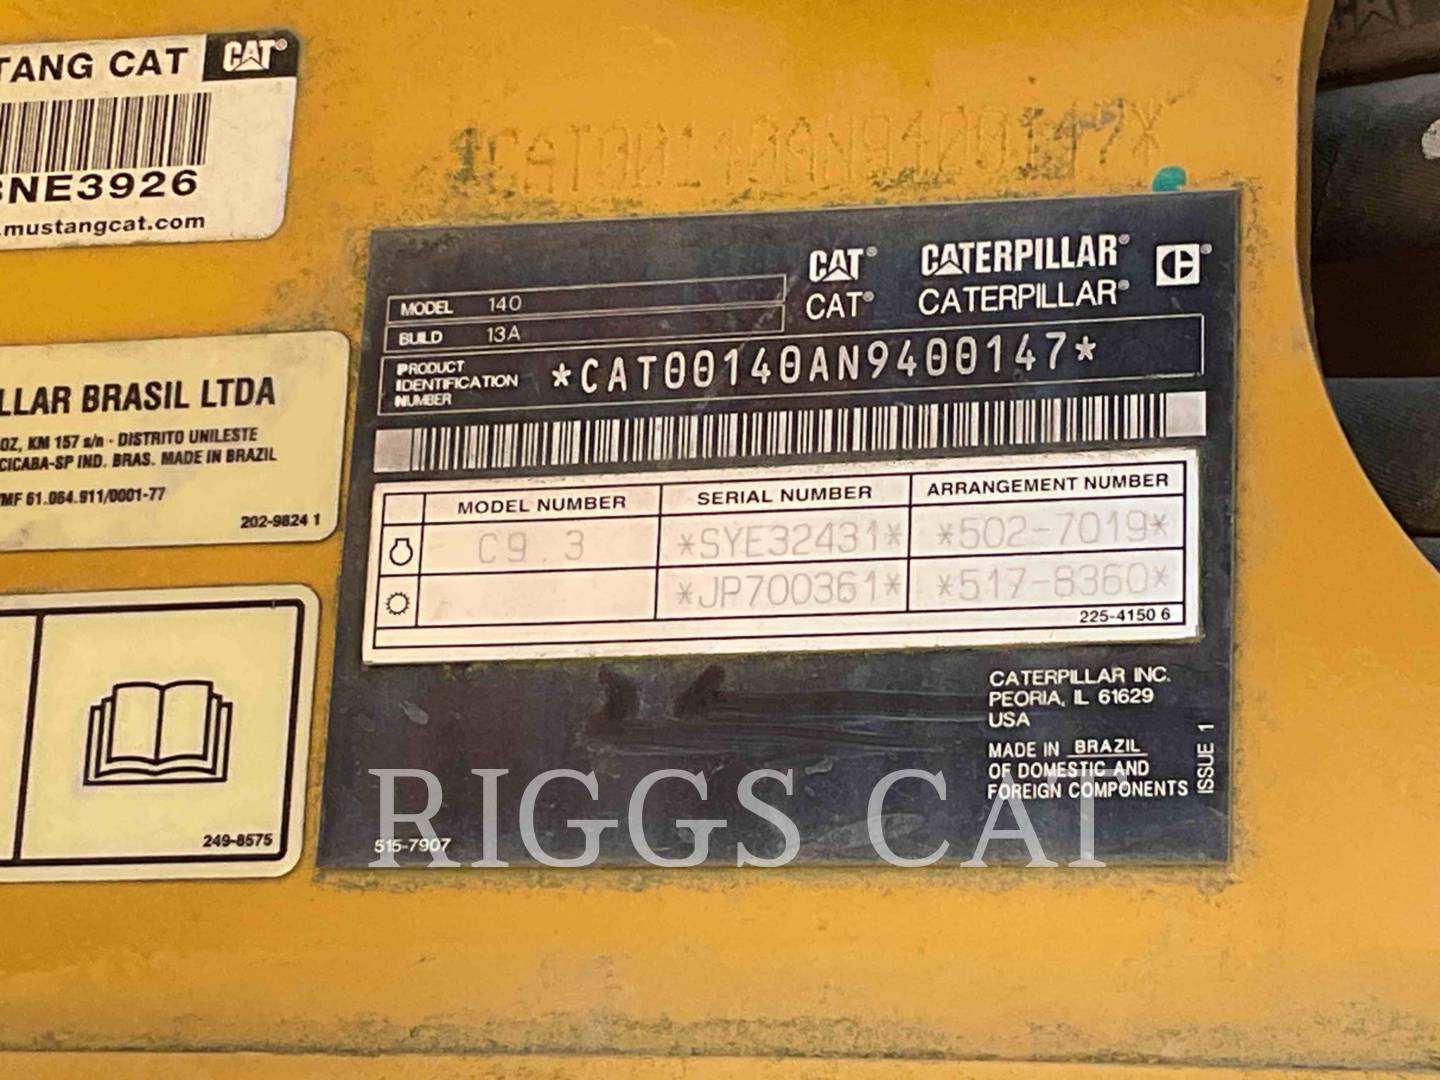 TANG CAT CAT®
NE3926
.mustangcat.com
*CAT00140AN9400147*
CAT® CATERPILLAR® ®
CAT® CATERPILLAR®
MODEL 140
BUILD 13A
PRODUCT IDENTIFICATION NUMBER *CAT00140AN9400147*
MODEL NUMBER SERIAL NUMBER ARRANGEMENT NUMBER
C9.3 *SYE32431* *502-7019*
*JP700361* *517-8360*
225-4150 6
CATERPILLAR INC.
PEORIA, IL 61629
USA
MADE IN BRAZIL
OF DOMESTIC AND
FOREIGN COMPONENTS
ISSUE 1
515-7907
LLAR BRASIL LTDA
OZ, KM 157 s/n - DISTRITO UNILESTE
CICABA-SP IND. BRAS. MADE IN BRAZIL
MF 61.064.911/0001-77
202-9824 1
249-8575
RIGGS CAT